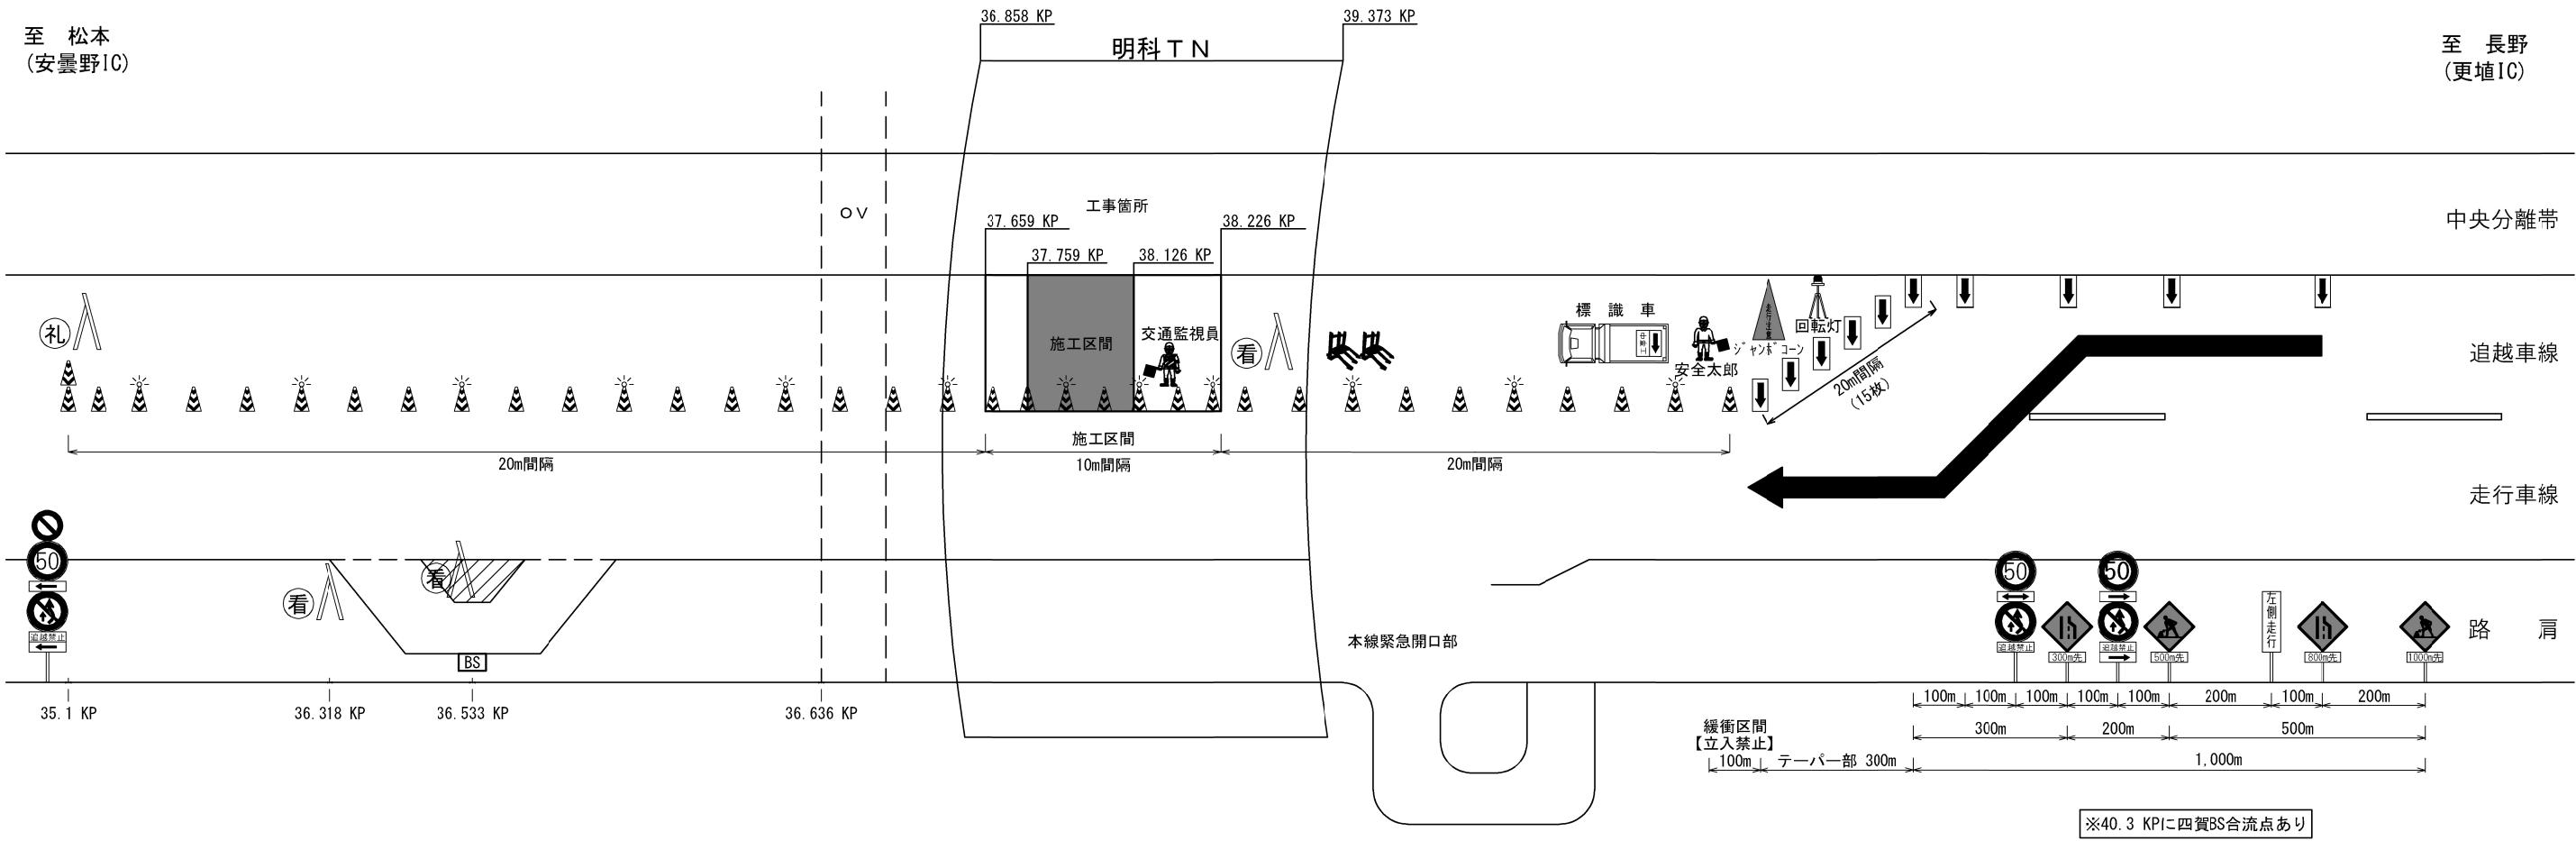 至　松本
(安曇野IC)
36.858 KP
39.373 KP
明科ＴＮ
至　長野
(更埴IC)
ＯＶ
工事箇所
37.659 KP
38.226 KP
37.759 KP
38.126 KP
中央分離帯
礼
施工区間
交通監視員
看
標　識　車
工事中
安全太郎
ｼﾞｬﾝﾎﾞｺｰﾝ
回転灯
20m間隔
(15枚)
追越車線
施工区間
20m間隔
10m間隔
20m間隔
走行車線
50
追越禁止
看
看
BS
本線緊急開口部
50
追越禁止
300m先
50
追越禁止
500m先
左側走行
800m先
1000m先
路　肩
35.1 KP
36.318 KP
36.533 KP
36.636 KP
100m
100m
100m
100m
100m
200m
100m
200m
300m
200m
500m
緩衝区間
【立入禁止】
100m
テーパー部 300m
1,000m
※40.3 KPに四賀BS合流点あり